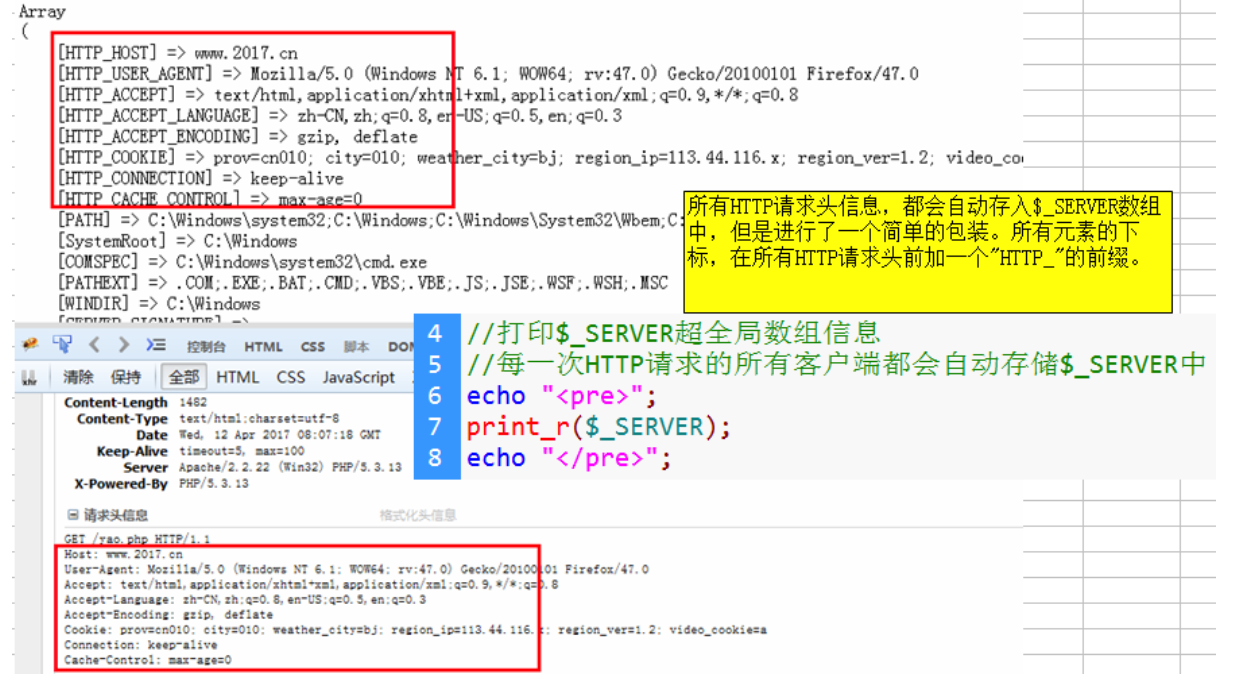 Array
(
[HTTP_HOST] => www.2017.cn
[HTTP_USER_AGENT] => Mozilla/5.0 (Windows NT 6.1; WOW64; rv:47.0) Gecko/20100101 Firefox/47.0
[HTTP_ACCEPT] => text/html,application/xhtml+xml,application/xml;q=0.9,*/*;q=0.8
[HTTP_ACCEPT_LANGUAGE] => zh-CN,zh;q=0.8,en-US;q=0.5,en;q=0.3
[HTTP_ACCEPT_ENCODING] => gzip, deflate
[HTTP_COOKIE] => prov=cn010; city=010; weather_city=bj; region_ip=113.44.116.x; region_ver=1.2; video_coo
[HTTP_CONNECTION] => keep-alive
[HTTP_CACHE_CONTROL] => max-age=0
[PATH] => C:\Windows\system32;C:\Windows;C:\Windows\System32\Wbem;C:
[SystemRoot] => C:\Windows
[COMSPEC] => C:\Windows\system32\cmd.exe
[PATHEXT] => .COM;.EXE;.BAT;.CMD;.VBS;.VBE;.JS;.JSE;.WSF;.WSH;.MSC
[WINDIR] => C:\Windows
[SERVER_SIGNATURE] =>
所有HTTP请求头信息，都会自动存入$_SERVER数组
中，但是进行了一个简单的包装。所有元素的下
标，在所有HTTP请求头前加一个"HTTP_"的前缀。
4 //打印$_SERVER超全局数组信息
5 //每一次HTTP请求的所有客户端都会自动存储$_SERVER中
6 echo "<pre>";
7 print_r($_SERVER);
8 echo "</pre>";
控制台 HTML CSS 脚本 DOM
清除 保持 全部 HTML CSS JavaScript
Content-Length 1482
Content-Type text/html;charset=utf-8
Date Wed, 12 Apr 2017 08:07:18 GMT
Keep-Alive timeout=5, max=100
Server Apache/2.2.22 (Win32) PHP/5.3.13
X-Powered-By PHP/5.3.13
请求头信息 格式化头信息
GET /yao.php HTTP/1.1
Host: www.2017.cn
User-Agent: Mozilla/5.0 (Windows NT 6.1; WOW64; rv:47.0) Gecko/20100101 Firefox/47.0
Accept: text/html,application/xhtml+xml,application/xml;q=0.9,*/*;q=0.8
Accept-Language: zh-CN,zh;q=0.8,en-US;q=0.5,en;q=0.3
Accept-Encoding: gzip, deflate
Cookie: prov=cn010; city=010; weather_city=bj; region_ip=113.44.116.x; region_ver=1.2; video_cookie=a
Connection: keep-alive
Cache-Control: max-age=0